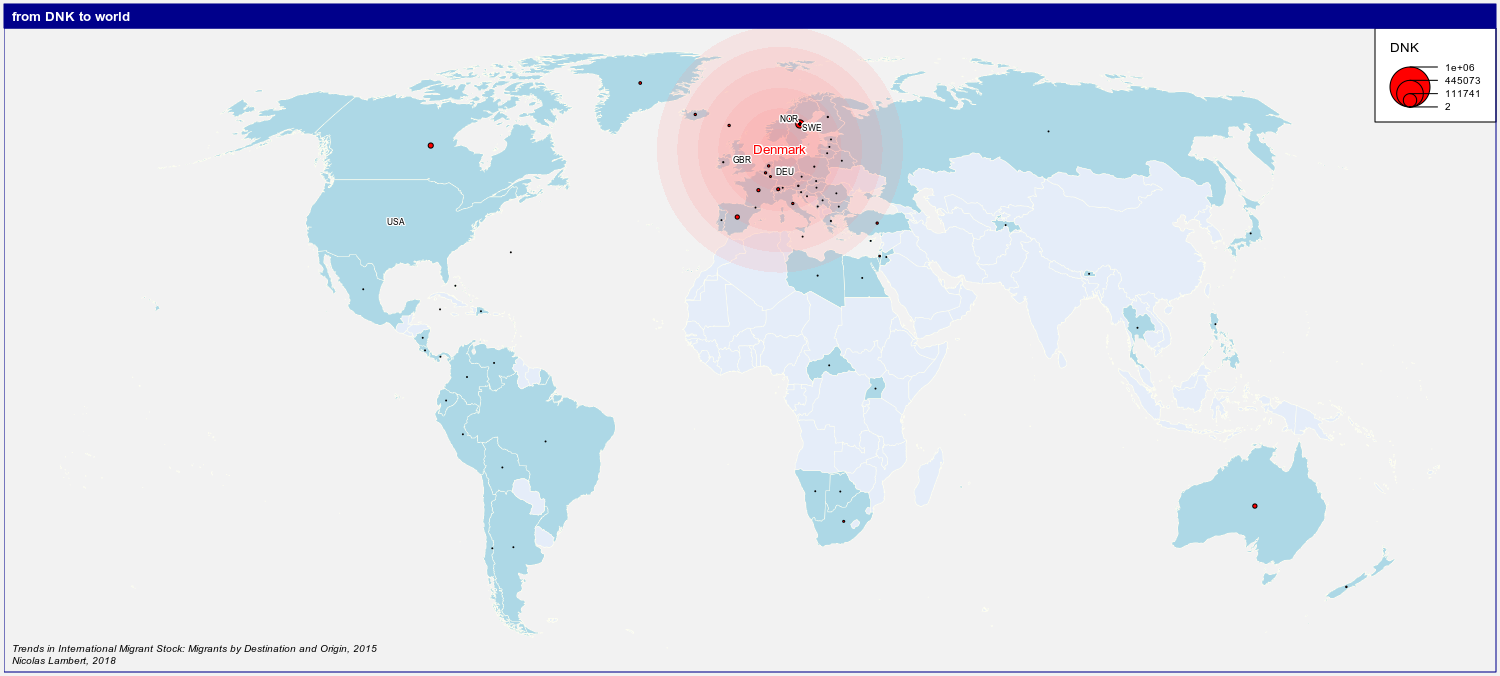 from DNK to world
DNK
1e+06
445073
111741
2
NOR
SWE
Denmark
GBR
DEU
USA
Trends in International Migrant Stock: Migrants by Destination and Origin, 2015
Nicolas Lambert, 2018